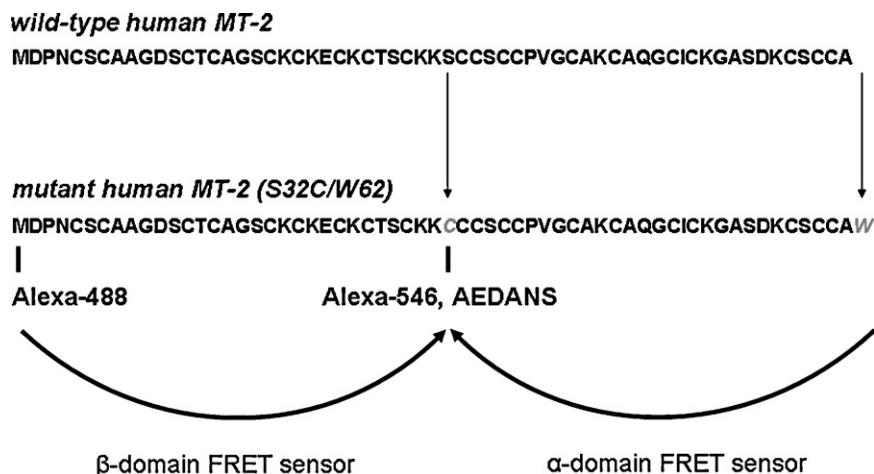 wild-type human MT-2
MDPNCSCAAGDSCTCAGSCKCKECKCTSCKKSCCSCCPVGCAKCAQGCICKGASDKCSCCA
mutant human MT-2 (S32C/W62)
MDPNCSCAAGDSCTCAGSCKCKECKCTSCKKCCCSCCPVGCAKCAQGCICKGASDKCSCCAW
Alexa-488 Alexa-546, AEDANS
β-domain FRET sensor α-domain FRET sensor